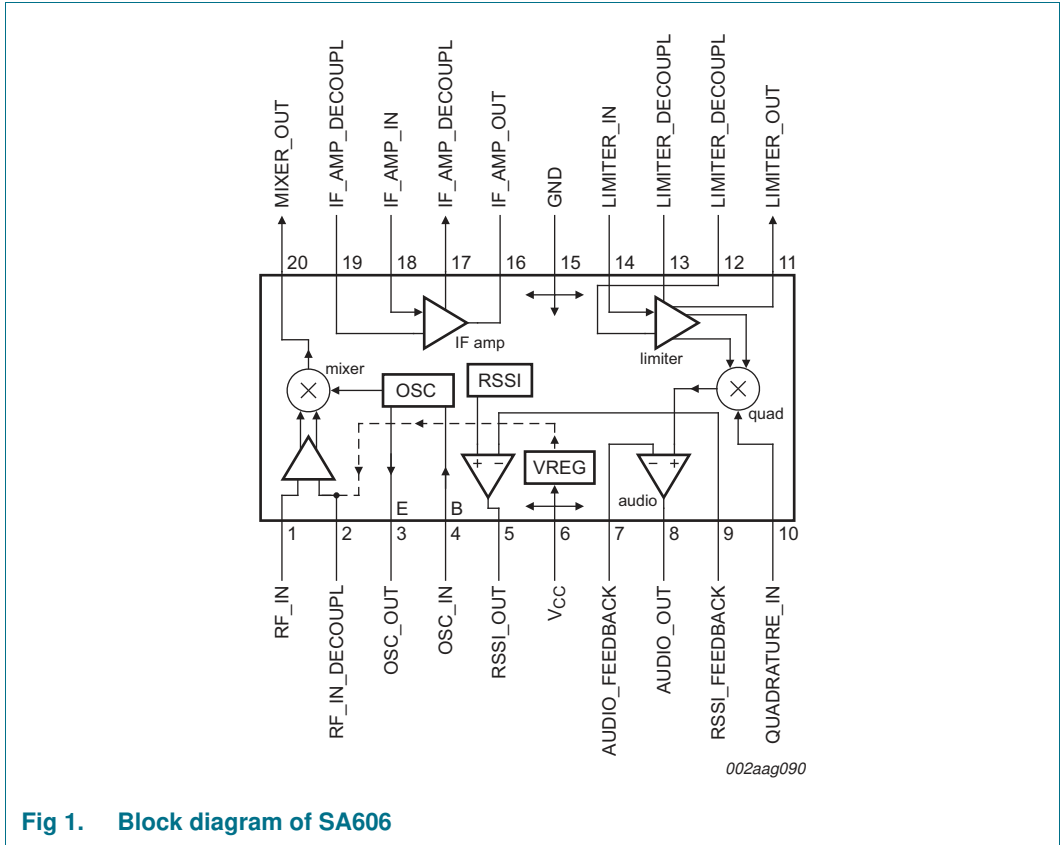 MIXER_OUT
IF_AMP_DECOUPL
IF_AMP_IN
IF_AMP_DECOUPL
IF_AMP_OUT
GND
LIMITER_IN
LIMITER_DECOUPL
LIMITER_DECOUPL
LIMITER_OUT
20 19 18 17 16 15 14 13 12 11
IF amp
limiter
mixer
OSC
RSSI
quad
+ −
VREG
− +
audio
E B
1 2 3 4 5 6 7 8 9 10
RF_IN
RF_IN_DECOUPL
OSC_OUT
OSC_IN
RSSI_OUT
VCC
AUDIO_FEEDBACK
AUDIO_OUT
RSSI_FEEDBACK
QUADRATURE_IN
002aag090
Fig 1. Block diagram of SA606